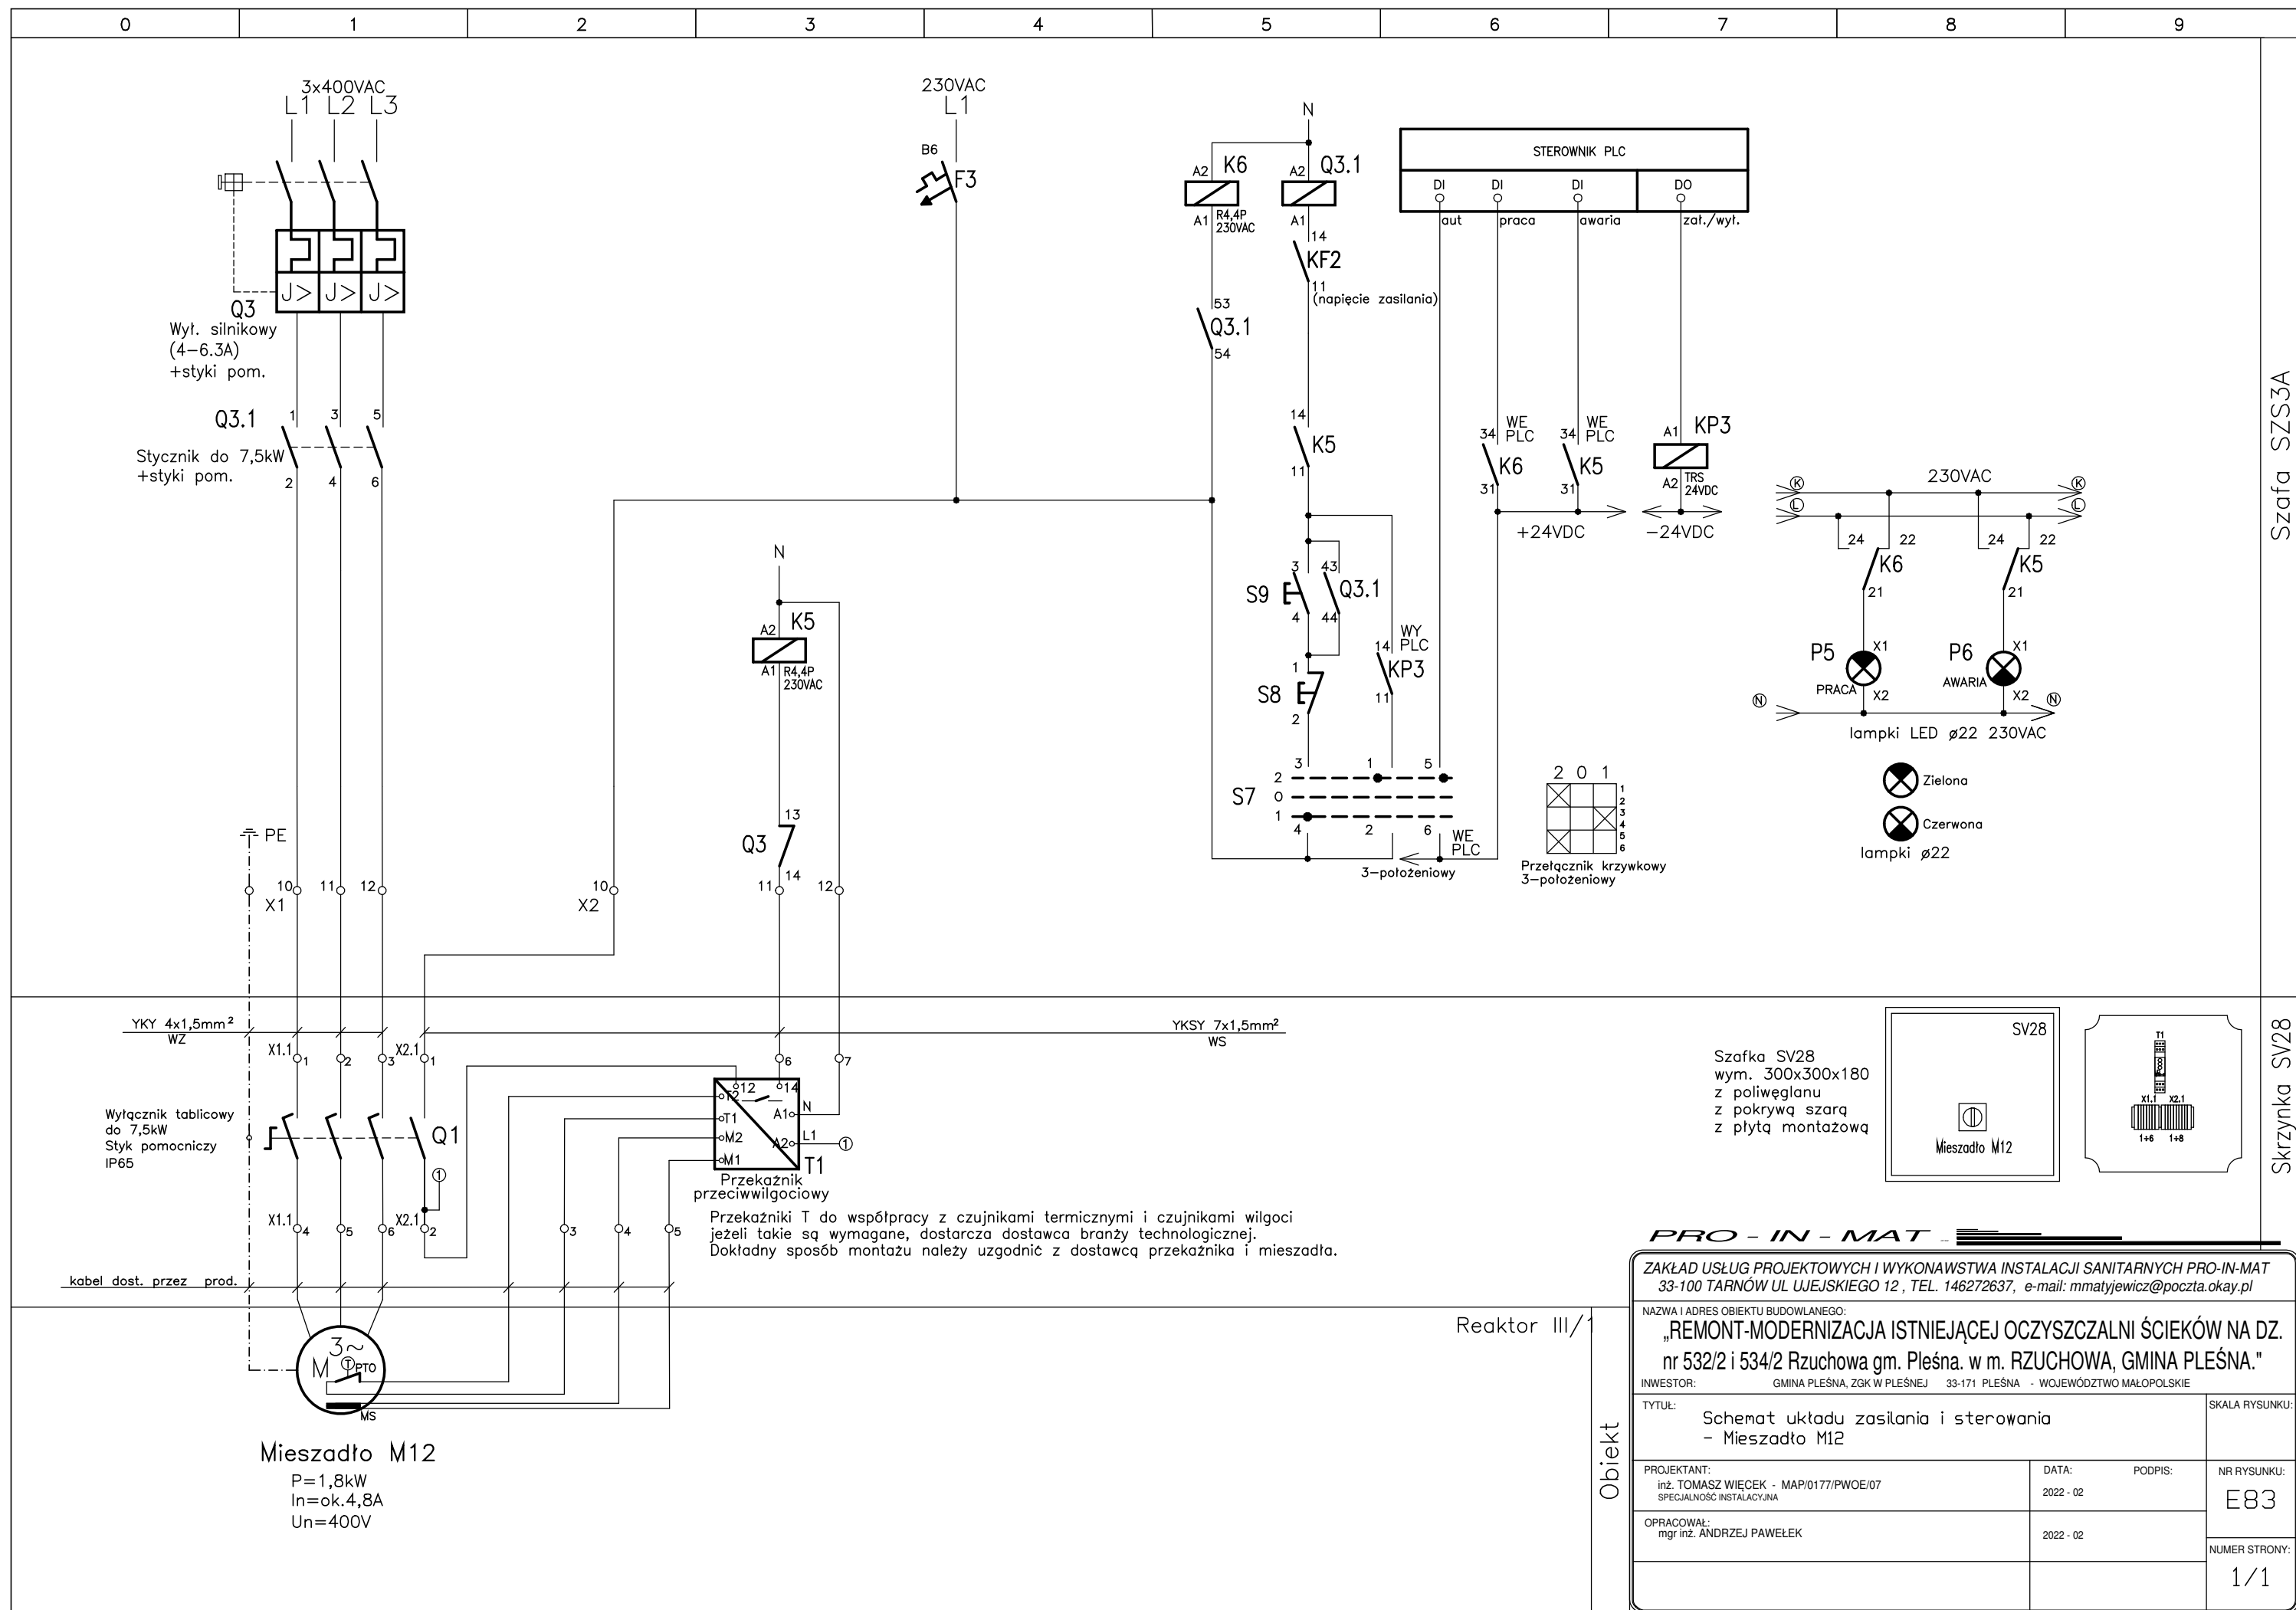 0 1 2 3 4 5 6 7 8 9
3x400VAC
L1 L2 L3
Q3
Wył. silnikowy
(4-6.3A)
+styki pom.
J> J> J>
Q3.1
1 3 5
Stycznik do 7,5kW
+styki pom.
2 4 6
230VAC
L1
B6
F3
N
A2 K6
A1 R4,4P
230VAC
A2 Q3.1
A1
14
KF2
11
(napięcie zasilania)
53
Q3.1
54
14
K5
11
3 43
S9 Q3.1
4 44
1
S8
2
WY
14 PLC
KP3
11
3 1 5
2
S7 0
1
4 2 6
WE
PLC
3-położeniowy
STEROWNIK PLC
DI DI DI DO
aut praca awaria zał./wył.
WE
34 PLC
K6
31
WE
34 PLC
K5
31
A1 KP3
A2 TRS
24VDC
+24VDC
-24VDC
2 0 1
1
2
3
4
5
6
Przełącznik krzywkowy
3-położeniowy
230VAC
K K
L L
24 22 24 22
K6 K5
21 21
P5 X1 P6 X1
PRACA X2 AWARIA X2
N N
lampki LED ø22 230VAC
Zielona
Czerwona
lampki ø22
Szafa SZS3A
N
A2 K5
A1 R4,4P
230VAC
13
Q3
14
PE
10 11 12
X1
10
X2
11 12
YKY 4x1,5mm²
WZ
YKSY 7x1,5mm²
WS
X1.1 1 2 3 X2.1 1
6 7
Wyłącznik tablicowy
do 7,5kW
Styk pomocniczy
IP65
Q1
1
12 14
T2
T1 A1 N
M2
A2 L1 1
M1
T1
Przekaźnik
przeciwwilgociowy
X1.1 4 5 6 X2.1 2 3 4 5
Przekaźniki T do współpracy z czujnikami termicznymi i czujnikami wilgoci
jeżeli takie są wymagane, dostarcza dostawca branży technologicznej.
Dokładny sposób montażu należy uzgodnić z dostawcą przekaźnika i mieszadła.
kabel dost. przez prod.
3~
M T PTO
MS
Mieszadło M12
P=1,8kW
In=ok.4,8A
Un=400V
Szafka SV28
wym. 300x300x180
z poliwęglanu
z pokrywą szarą
z płytą montażową
SV28
Mieszadło M12
T1
X1.1 X2.1
1÷6 1÷8
Skrzynka SV28
Reaktor III/1
Obiekt
PRO - IN - MAT
ZAKŁAD USŁUG PROJEKTOWYCH I WYKONAWSTWA INSTALACJI SANITARNYCH PRO-IN-MAT
33-100 TARNÓW UL UJEJSKIEGO 12 , TEL. 146272637, e-mail: mmatyjewicz@poczta.okay.pl
NAZWA I ADRES OBIEKTU BUDOWLANEGO:
„REMONT-MODERNIZACJA ISTNIEJĄCEJ OCZYSZCZALNI ŚCIEKÓW NA DZ.
nr 532/2 i 534/2 Rzuchowa gm. Pleśna. w m. RZUCHOWA, GMINA PLEŚNA."
INWESTOR: GMINA PLEŚNA, ZGK W PLEŚNEJ 33-171 PLEŚNA - WOJEWÓDZTWO MAŁOPOLSKIE
TYTUŁ: Schemat układu zasilania i sterowania
- Mieszadło M12
SKALA RYSUNKU:
PROJEKTANT:
inż. TOMASZ WIĘCEK - MAP/0177/PWOE/07
SPECJALNOŚĆ INSTALACYJNA
DATA: PODPIS:
2022 - 02
NR RYSUNKU:
E83
OPRACOWAŁ:
mgr inż. ANDRZEJ PAWEŁEK
2022 - 02
NUMER STRONY:
1/1